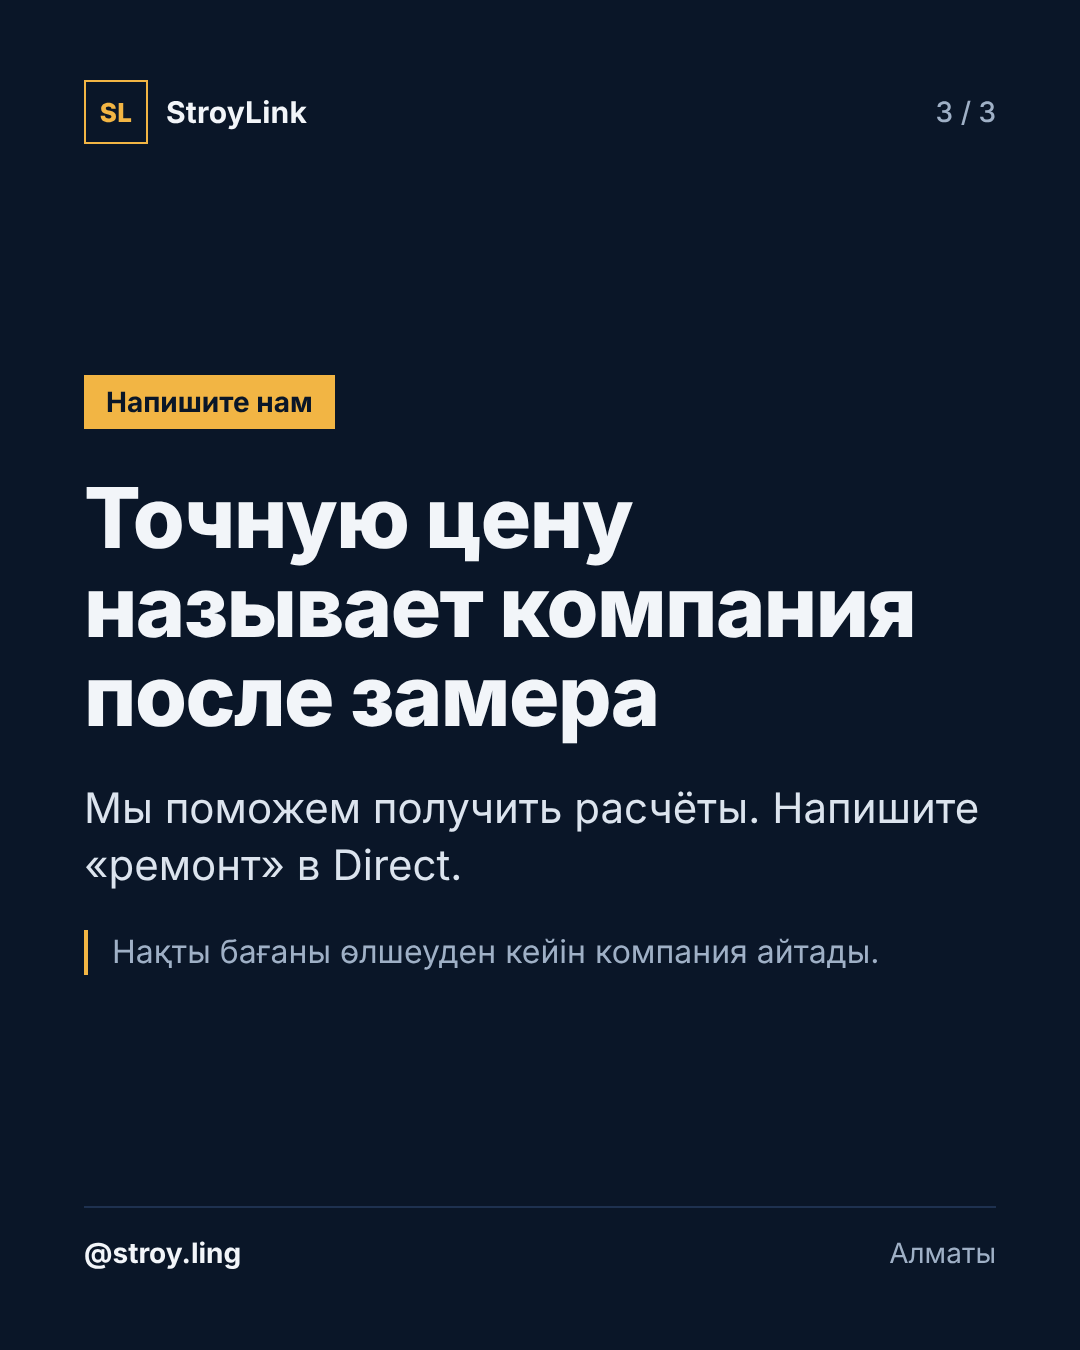 SL
StroyLink
3 / 3
Напишите нам
Точную цену
называет компания
после замера
Мы поможем получить расчёты. Напишите
«ремонт» в Direct.
Нақты бағаны өлшеуден кейін компания айтады.
@stroy.ling
Алматы